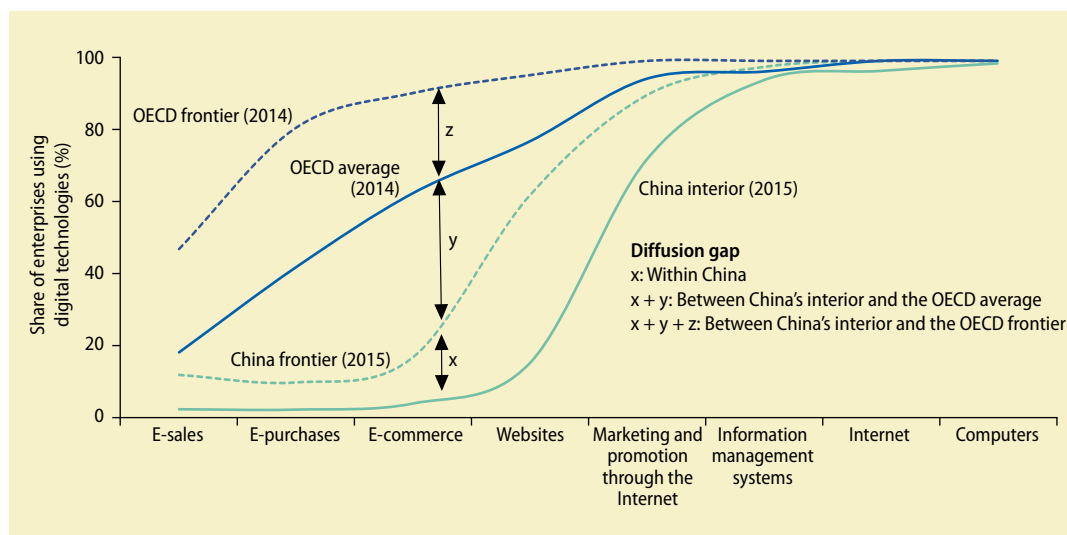 Share of enterprises using
digital technologies (%)
100
80
60
40
20
0
OECD frontier (2014)
OECD average
(2014)
China frontier (2015)
China interior (2015)
z
y
x
Diffusion gap
x: Within China
x + y: Between China's interior and the OECD average
x + y + z: Between China's interior and the OECD frontier
E-sales
E-purchases
E-commerce
Websites
Marketing and
promotion
through the
Internet
Information
management
systems
Internet
Computers